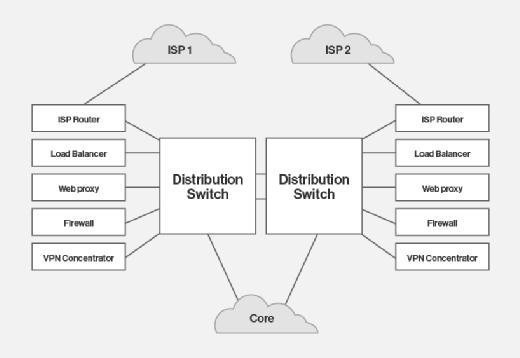 ISP 1
ISP 2
ISP Router
Load Balancer
Web proxy
Firewall
VPN Concentrator
Distribution
Switch
Distribution
Switch
ISP Router
Load Balancer
Web proxy
Firewall
VPN Concentrator
Core